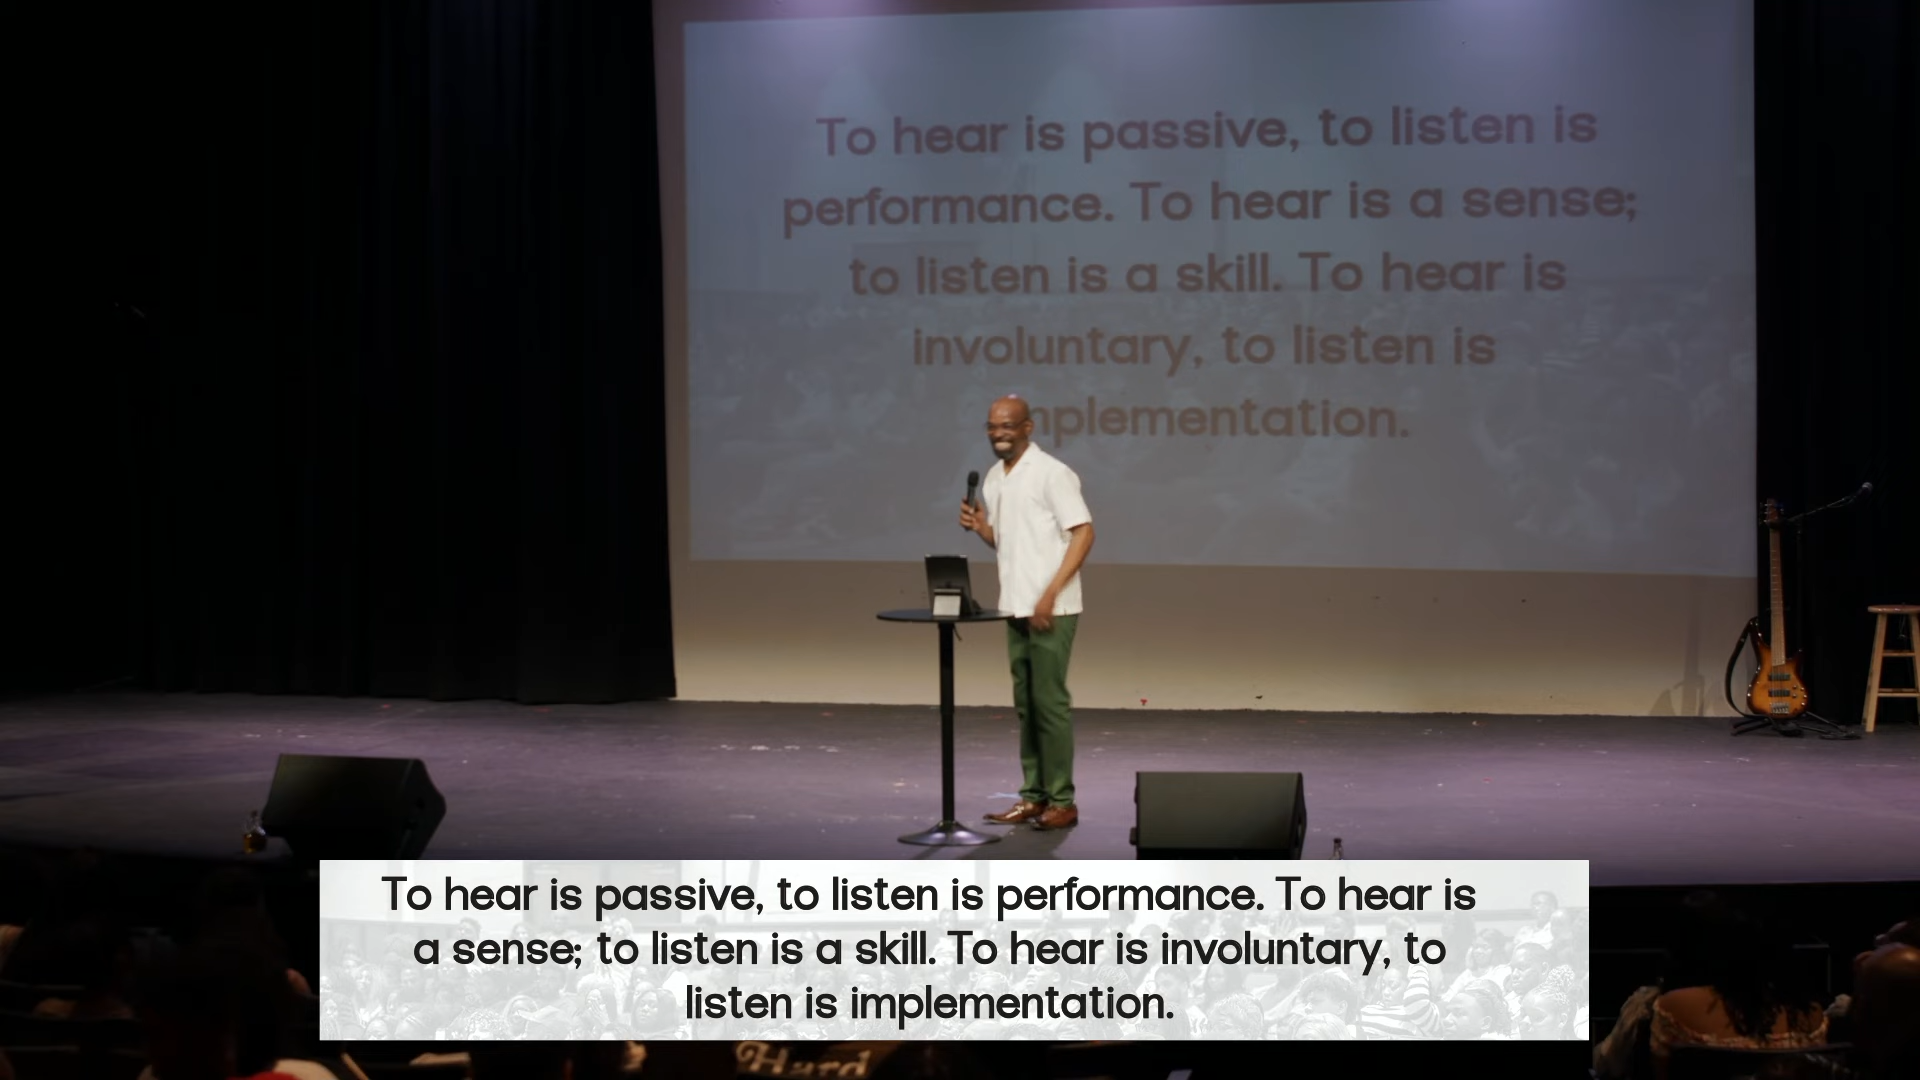 To hear is passive, to listen is
performance. To hear is a sense;
to listen is a skill. To hear is
involuntary, to listen is
implementation.
To hear is passive, to listen is performance. To hear is
a sense; to listen is a skill. To hear is involuntary, to
listen is implementation.
Hard